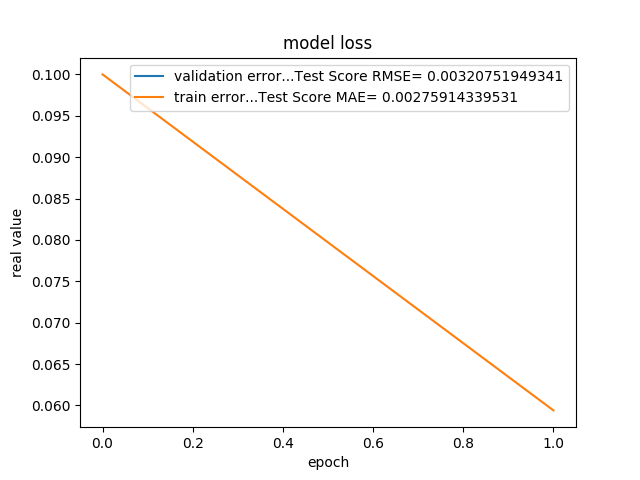 model loss
validation error...Test Score RMSE= 0.00320751949341
train error...Test Score MAE= 0.00275914339531
0.100
0.095
0.090
0.085
0.080
0.075
0.070
0.065
0.060
real value
0.0 0.2 0.4 0.6 0.8 1.0
epoch